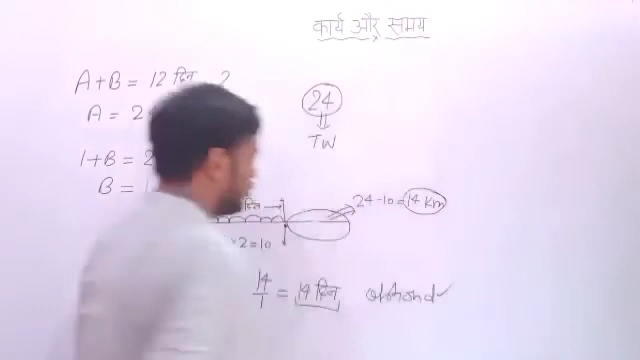 कार्य और समय
A+B = 12 दिन 2
24
A = 2
TW
1+B = 2
B = 1
दिन
24-10=14 Km
×2=10
14/1 = 14 दिन